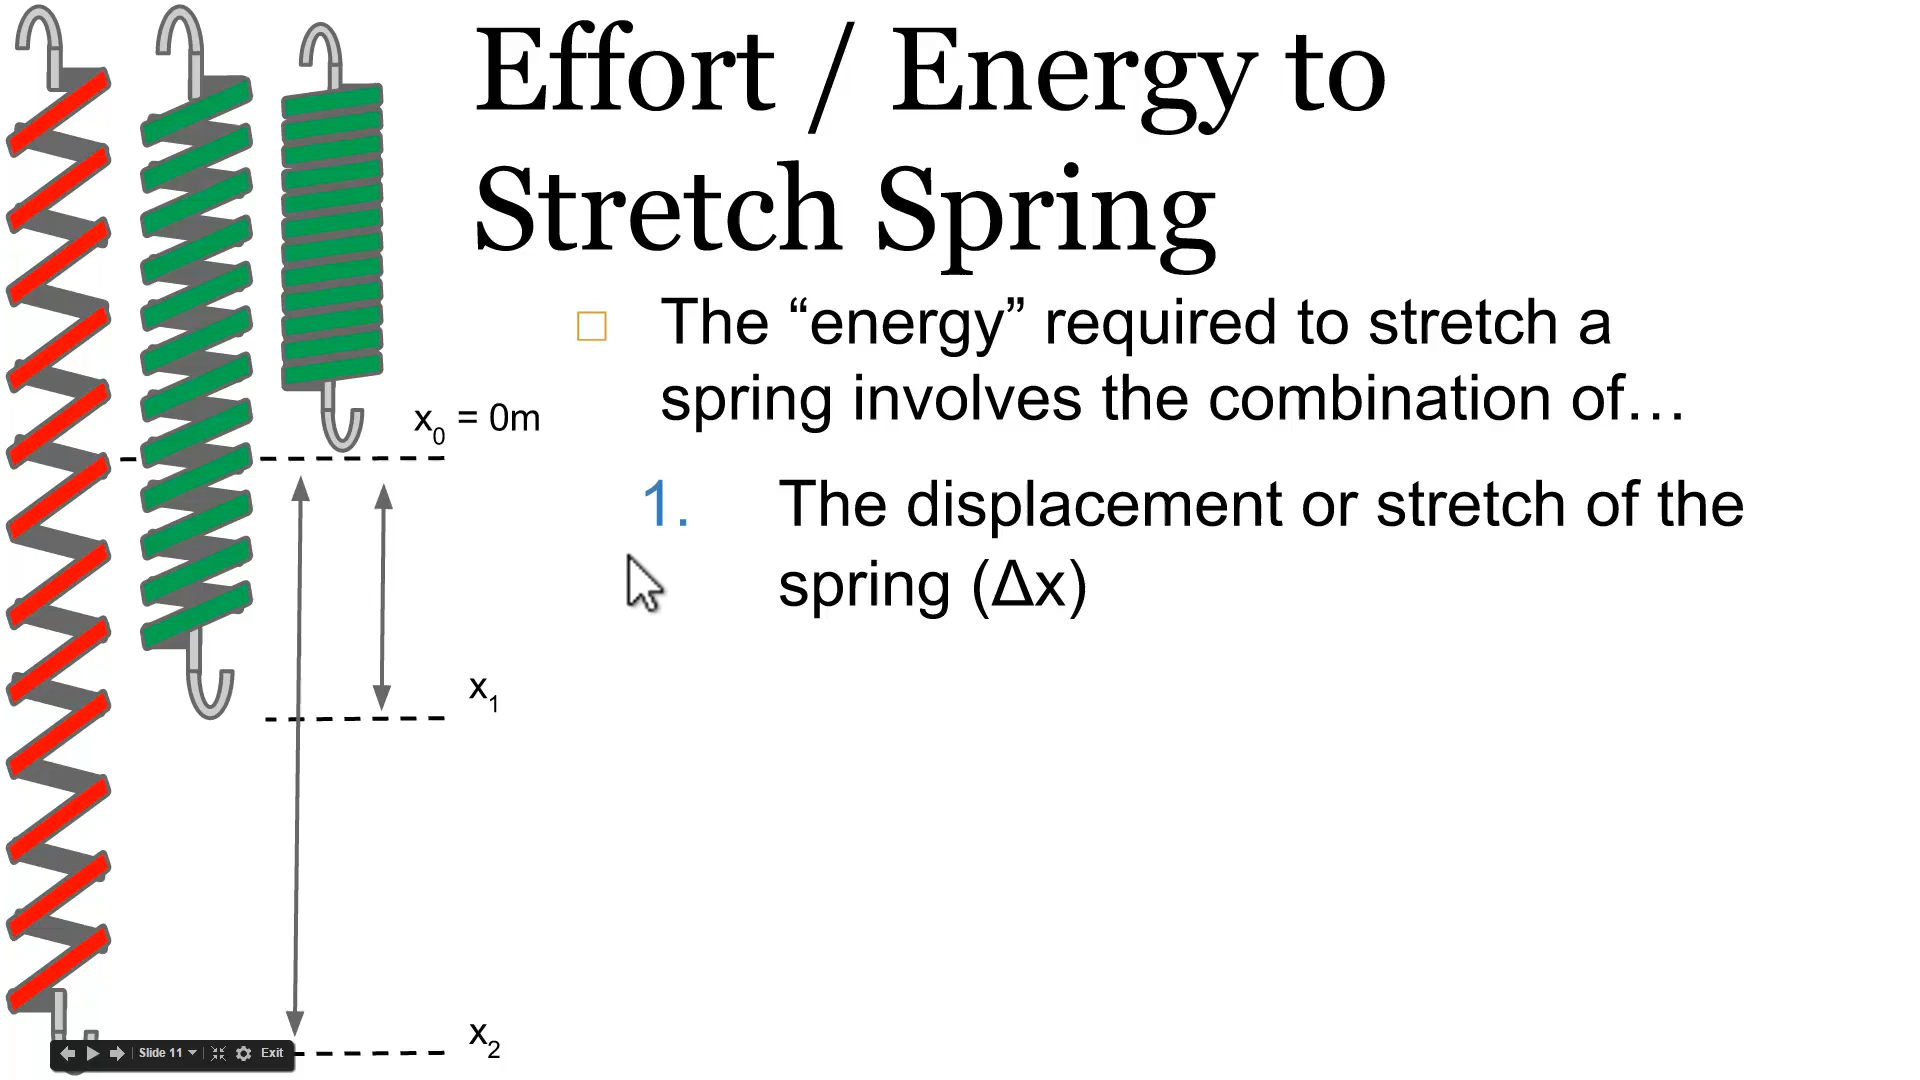 Effort / Energy to
Stretch Spring
□ The “energy” required to stretch a
spring involves the combination of…
1. The displacement or stretch of the
spring (Δx)
x₀ = 0m
x₁
x₂
Slide 11
Exit